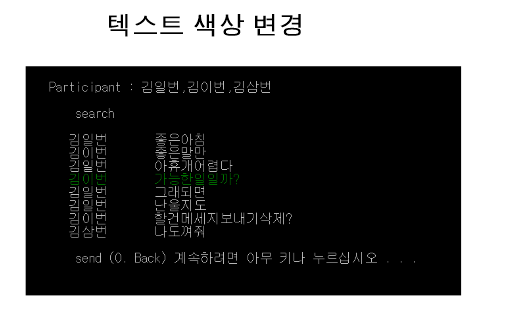 텍스트 색상 변경
Participant : 김일번,김이번,김삼번
search
김일번 좋은아침
김이번 좋은말만
김일번 아휴개어렵다
김이번 가능한일일까?
김일번 그래되면
김일번 난울지도
김이번 할건메세지보내기삭제?
김삼번 나도껴줘
send (0. Back) 계속하려면 아무 키나 누르십시오 . . .